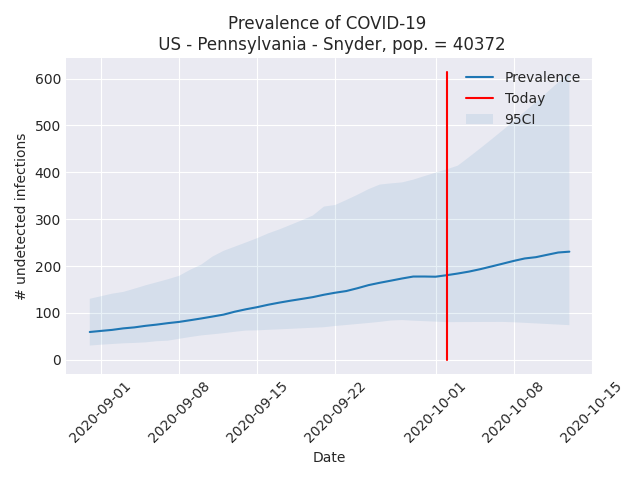 Prevalence of COVID-19
US - Pennsylvania - Snyder, pop. = 40372
Prevalence
Today
95CI
# undetected infections
600
500
400
300
200
100
0
2020-09-01
2020-09-08
2020-09-15
2020-09-22
2020-10-01
2020-10-08
2020-10-15
Date